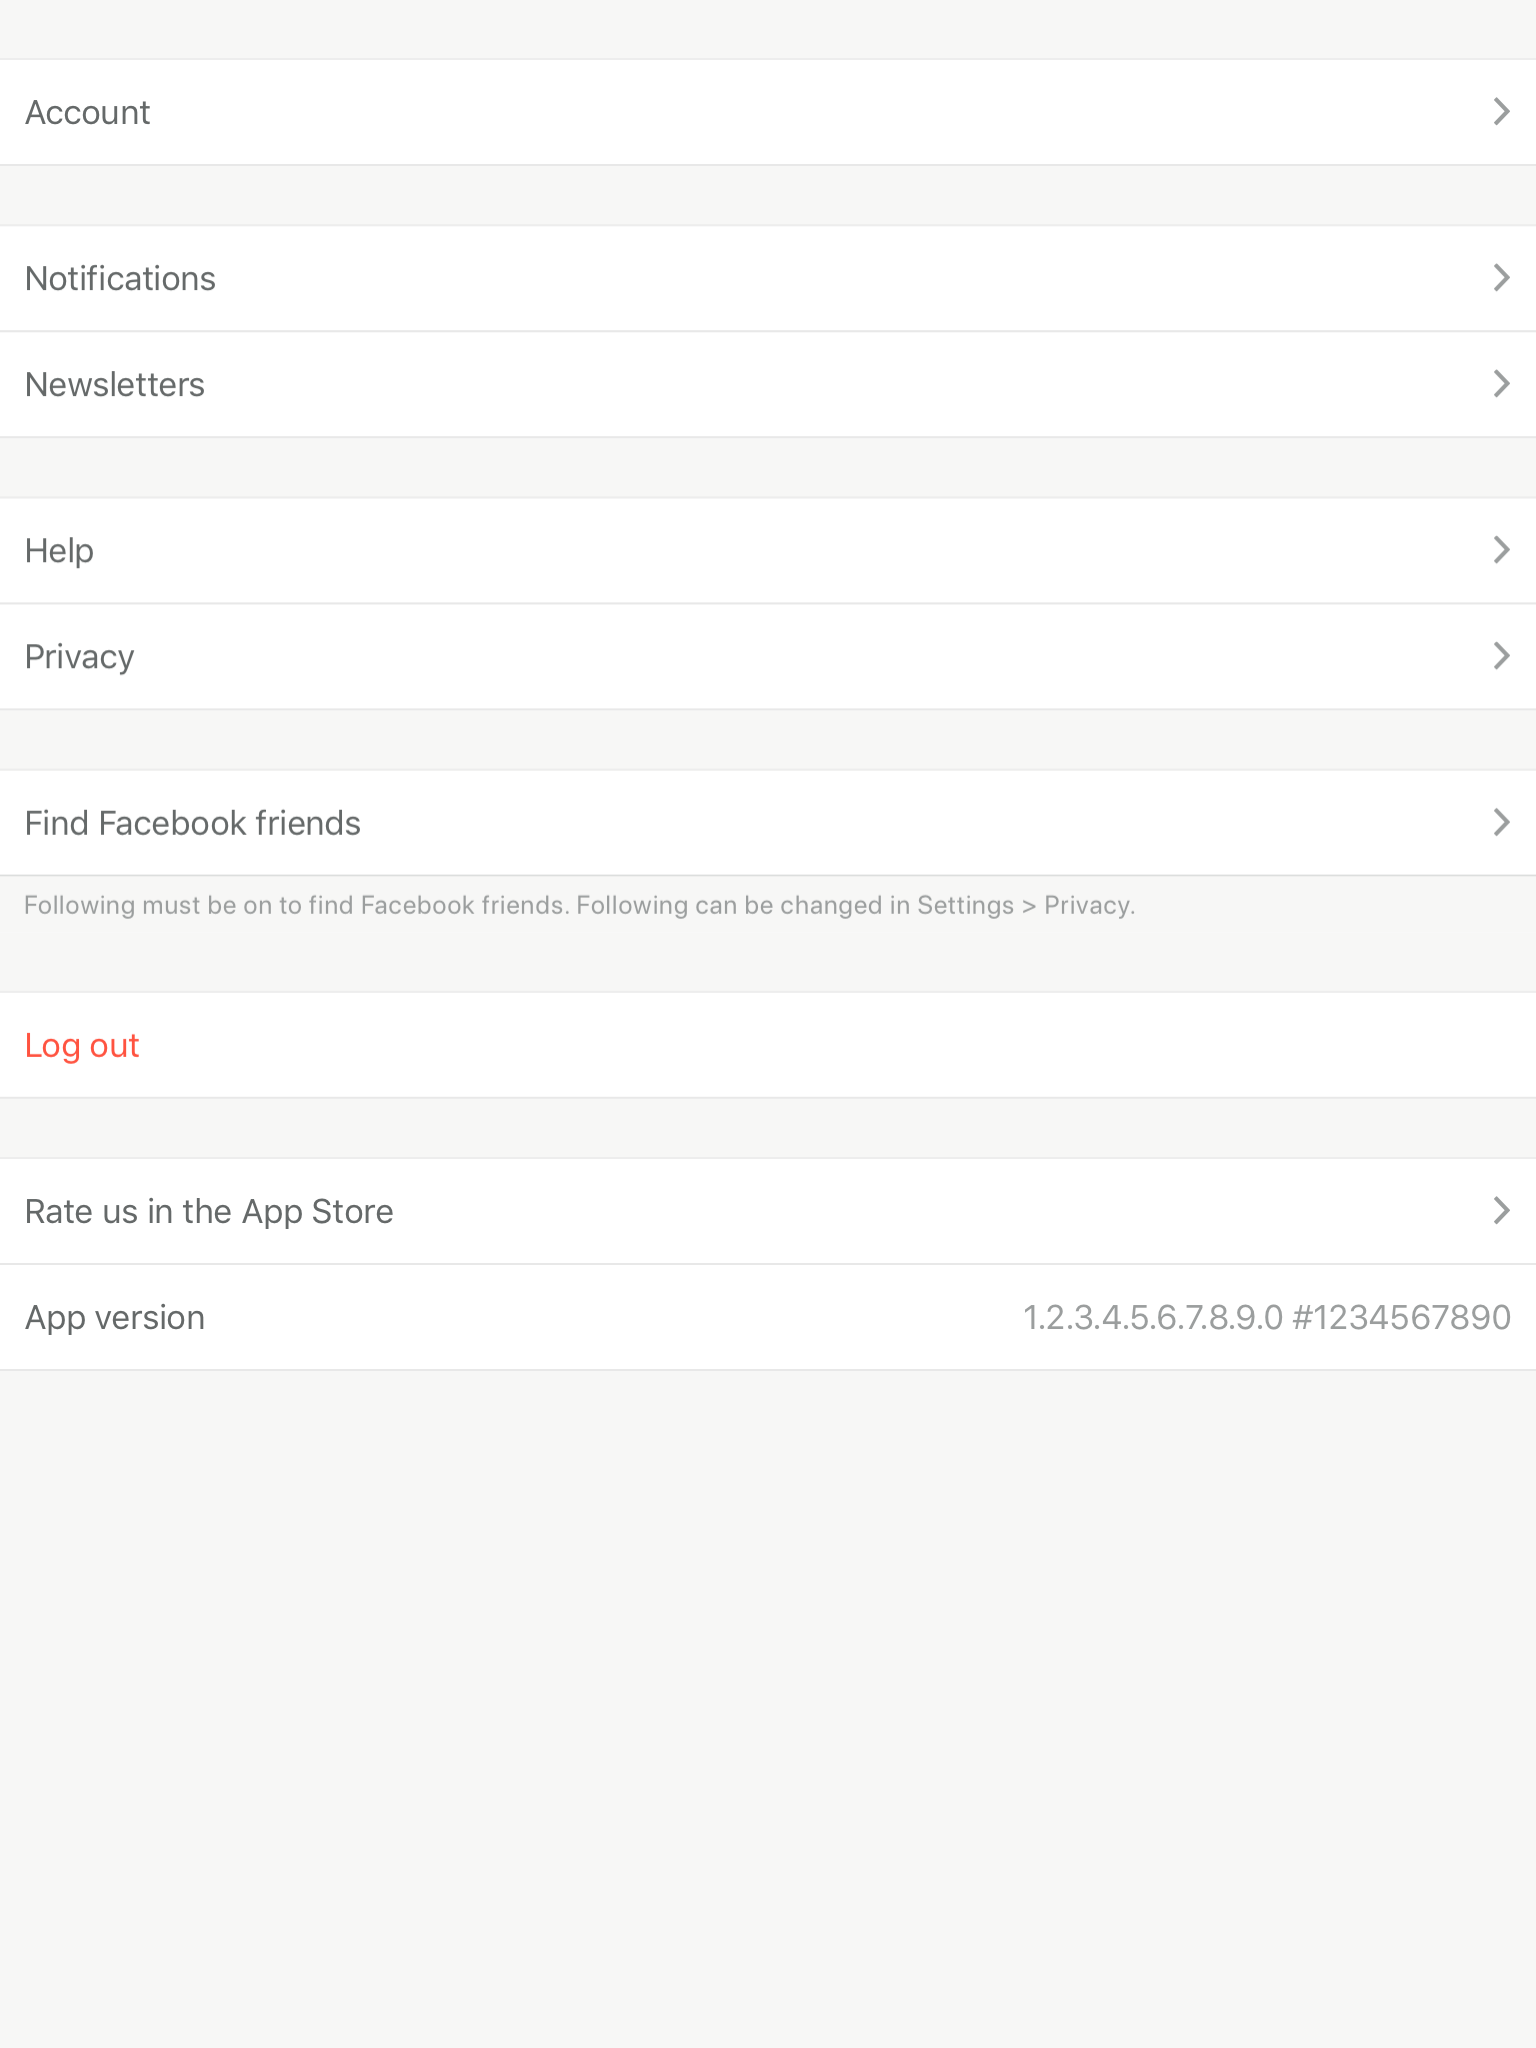 Account
Notifications
Newsletters
Help
Privacy
Find Facebook friends
Following must be on to find Facebook friends. Following can be changed in Settings > Privacy.
Log out
Rate us in the App Store
App version 1.2.3.4.5.6.7.8.9.0 #1234567890